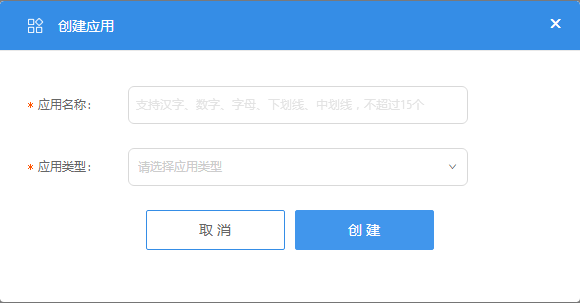 创建应用
* 应用名称： 支持汉字、数字、字母、下划线、中划线，不超过15个
* 应用类型： 请选择应用类型
取 消 创 建